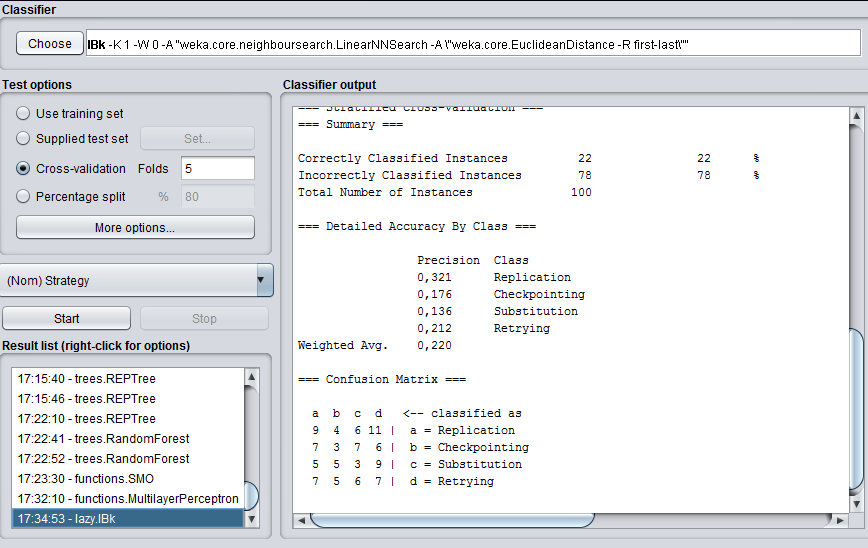 Classifier
Choose IBk -K 1 -W 0 -A "weka.core.neighboursearch.LinearNNSearch -A \"weka.core.EuclideanDistance -R first-last\""
Test options
Use training set
Supplied test set Set...
Cross-validation Folds 5
Percentage split % 80
More options...
(Nom) Strategy
Start Stop
Result list (right-click for options)
17:15:40 - trees.REPTree
17:15:46 - trees.REPTree
17:22:10 - trees.REPTree
17:22:41 - trees.RandomForest
17:22:52 - trees.RandomForest
17:23:30 - functions.SMO
17:32:10 - functions.MultilayerPerceptron
17:34:53 - lazy.IBk
Classifier output
=== Stratified cross-validation ===
=== Summary ===
Correctly Classified Instances 22 22 %
Incorrectly Classified Instances 78 78 %
Total Number of Instances 100
=== Detailed Accuracy By Class ===
Precision Class
0,321 Replication
0,176 Checkpointing
0,136 Substitution
0,212 Retrying
Weighted Avg. 0,220
=== Confusion Matrix ===
a b c d <-- classified as
9 4 6 11 | a = Replication
7 3 7 6 | b = Checkpointing
5 5 3 9 | c = Substitution
7 5 6 7 | d = Retrying